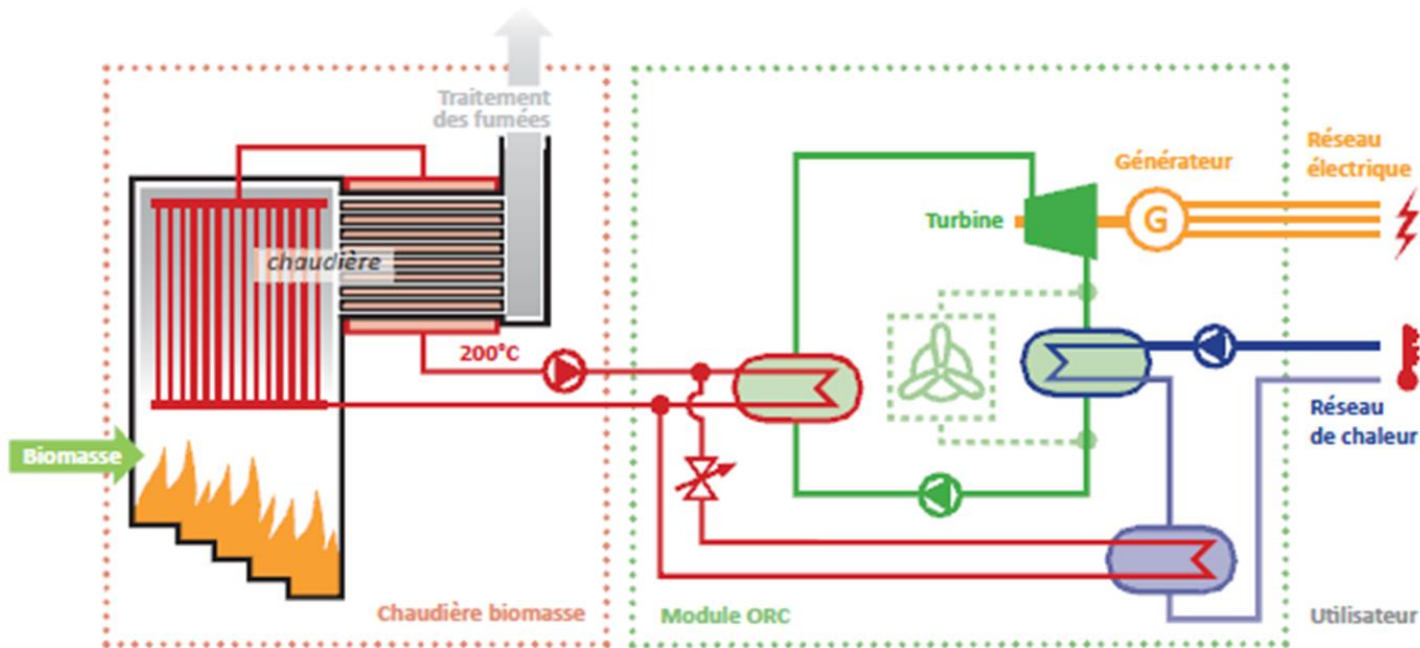 Traitement
des fumées
chaudière
200°C
Biomasse
Chaudière biomasse
Turbine
Générateur
G
Réseau
électrique
Réseau
de chaleur
Module ORC
Utilisateur